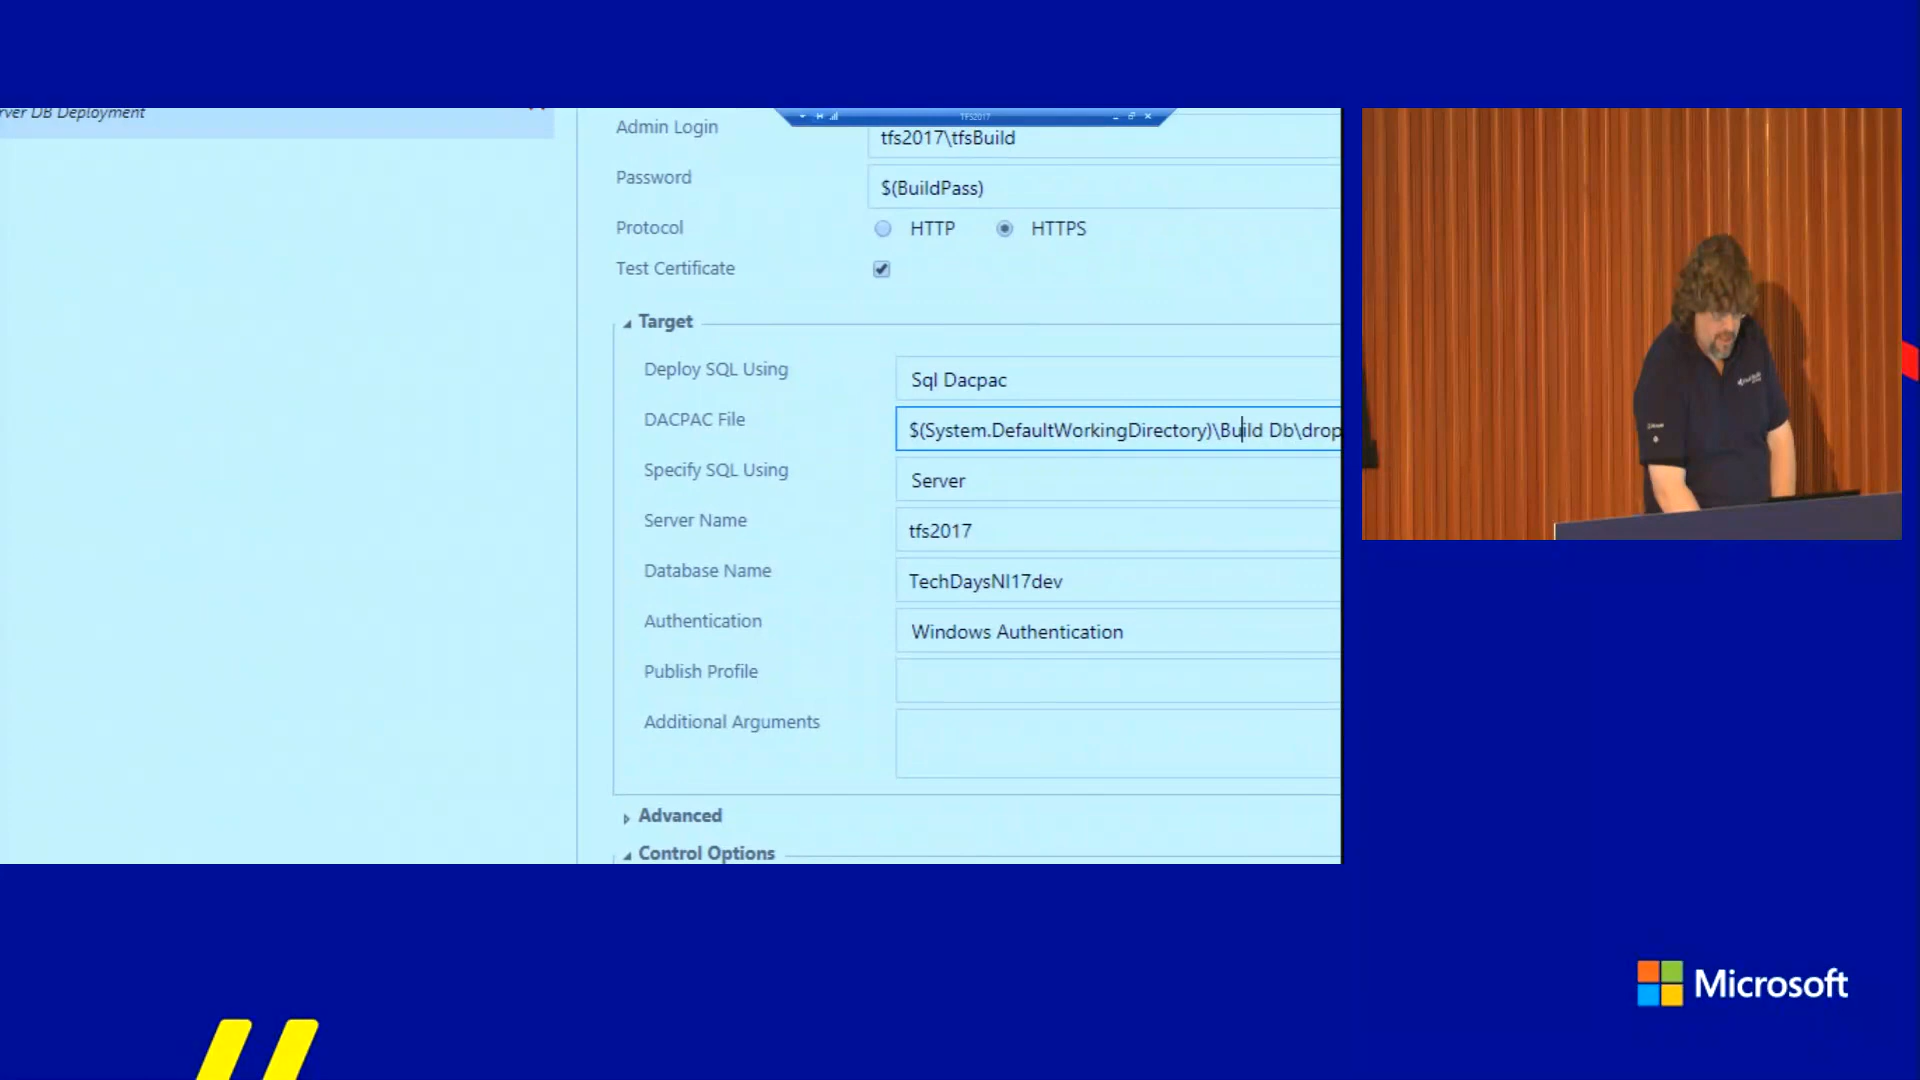 rver DB Deployment
TFS2017
Admin Login
tfs2017\tfsBuild
Password
$(BuildPass)
Protocol
HTTP
HTTPS
Test Certificate
Target
Deploy SQL Using
Sql Dacpac
DACPAC File
$(System.DefaultWorkingDirectory)\Build Db\drop
Specify SQL Using
Server
Server Name
tfs2017
Database Name
TechDaysNl17dev
Authentication
Windows Authentication
Publish Profile
Additional Arguments
Advanced
Control Options
Microsoft